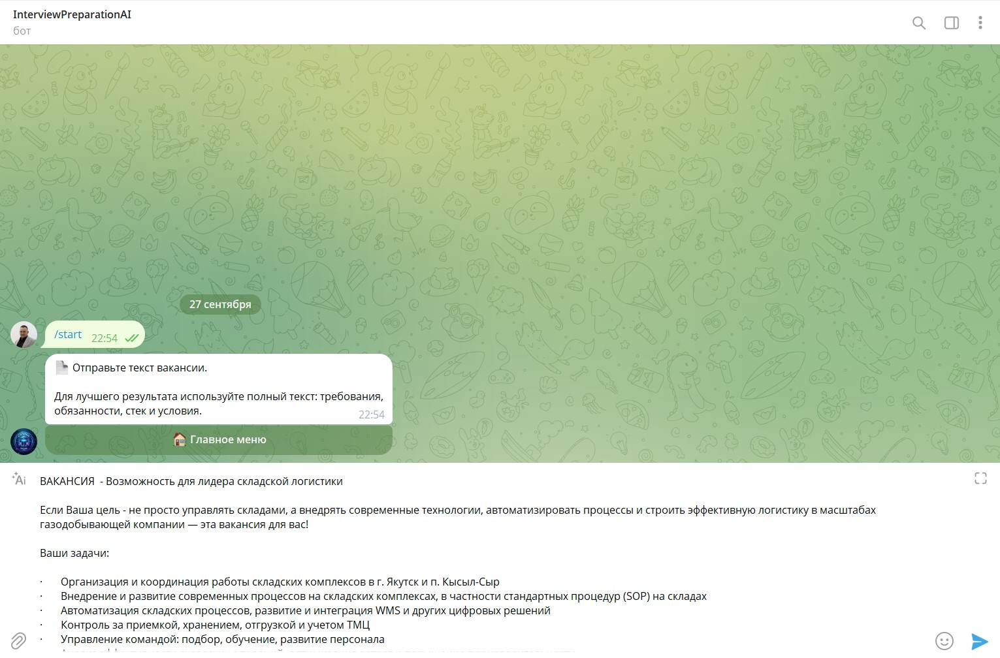 InterviewPreparationAI
бот
27 сентября
/start 22:54
Отправьте текст вакансии.
Для лучшего результата используйте полный текст: требования,
обязанности, стек и условия.
22:54
Главное меню
Ai
ВАКАНСИЯ - Возможность для лидера складской логистики
Если Ваша цель - не просто управлять складами, а внедрять современные технологии, автоматизировать процессы и строить эффективную логистику в масштабах
газодобывающей компании — эта вакансия для вас!
Ваши задачи:
· Организация и координация работы складских комплексов в г. Якутск и п. Кысыл-Сыр
· Внедрение и развитие современных процессов на складских комплексах, в частности стандартных процедур (SOP) на складах
· Автоматизация складских процессов, развитие и интеграция WMS и других цифровых решений
· Контроль за приемкой, хранением, отгрузкой и учетом ТМЦ
· Управление командой: подбор, обучение, развитие персонала